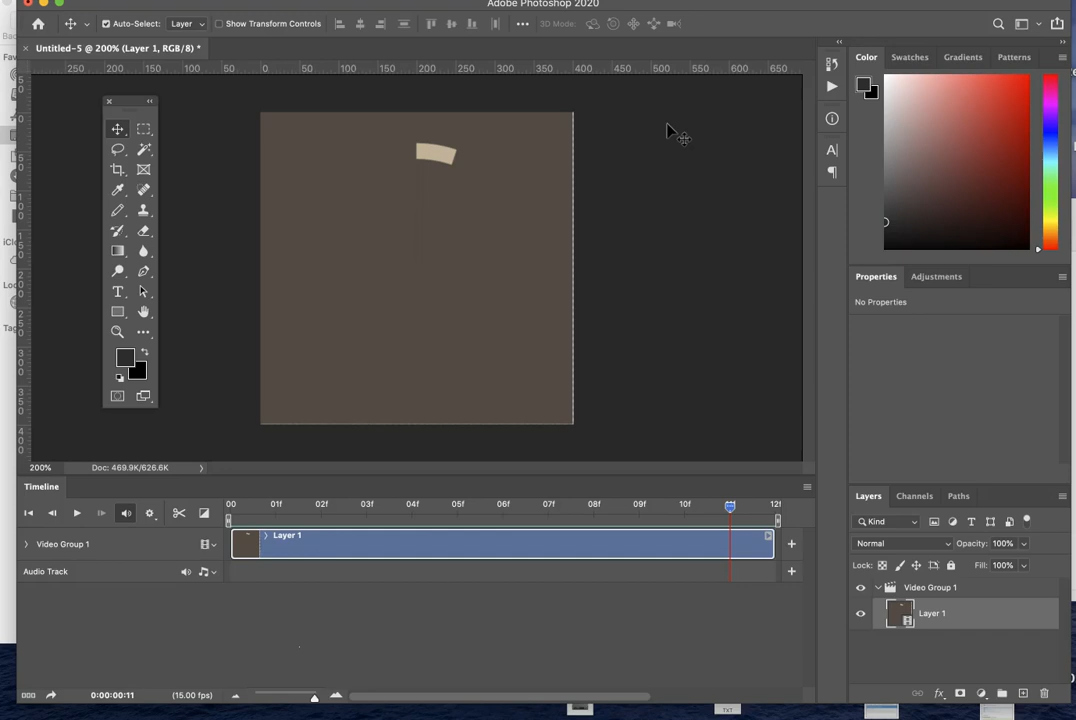 Adobe Photoshop 2020
Auto-Select: Layer Show Transform Controls 3D Mode:
Untitled-5 @ 200% (Layer 1, RGB/8) *
250 200 150 100 50 0 50 100 150 200 250 300 350 400 450 500 550 600 650
Color Swatches Gradients Patterns
Properties Adjustments
No Properties
200% Doc: 469.9K/626.6K
Timeline
00 01f 02f 03f 04f 05f 06f 07f 08f 09f 10f 12f
Video Group 1
Layer 1
Audio Track
0:00:00:11 (15.00 fps)
Layers Channels Paths
Kind
Normal Opacity: 100%
Lock: Fill: 100%
Video Group 1
Layer 1
TXT